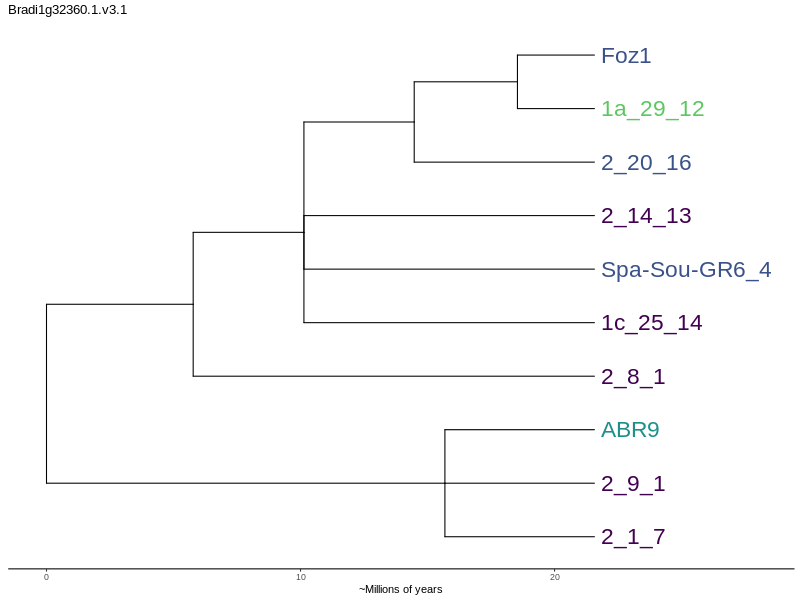 Bradi1g32360.1.v3.1
Foz1
1a_29_12
2_20_16
2_14_13
Spa-Sou-GR6_4
1c_25_14
2_8_1
ABR9
2_9_1
2_1_7
0 10 20
~Millions of years